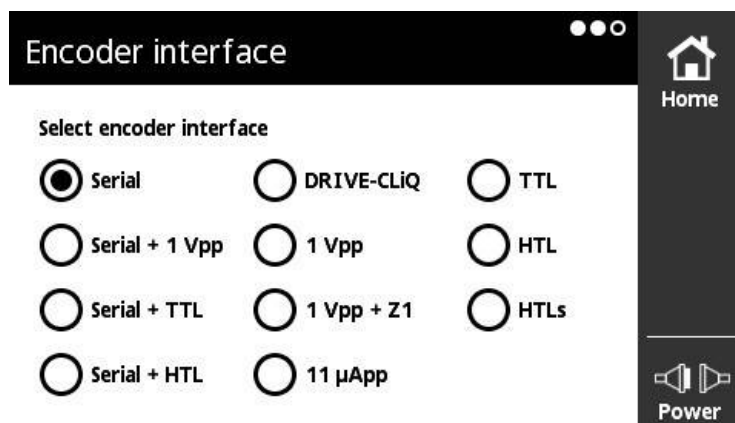 Encoder interface
Home
Select encoder interface
Serial
DRIVE-CLiQ
TTL
Serial + 1 Vpp
1 Vpp
HTL
Serial + TTL
1 Vpp + Z1
HTLs
Serial + HTL
11 µApp
Power